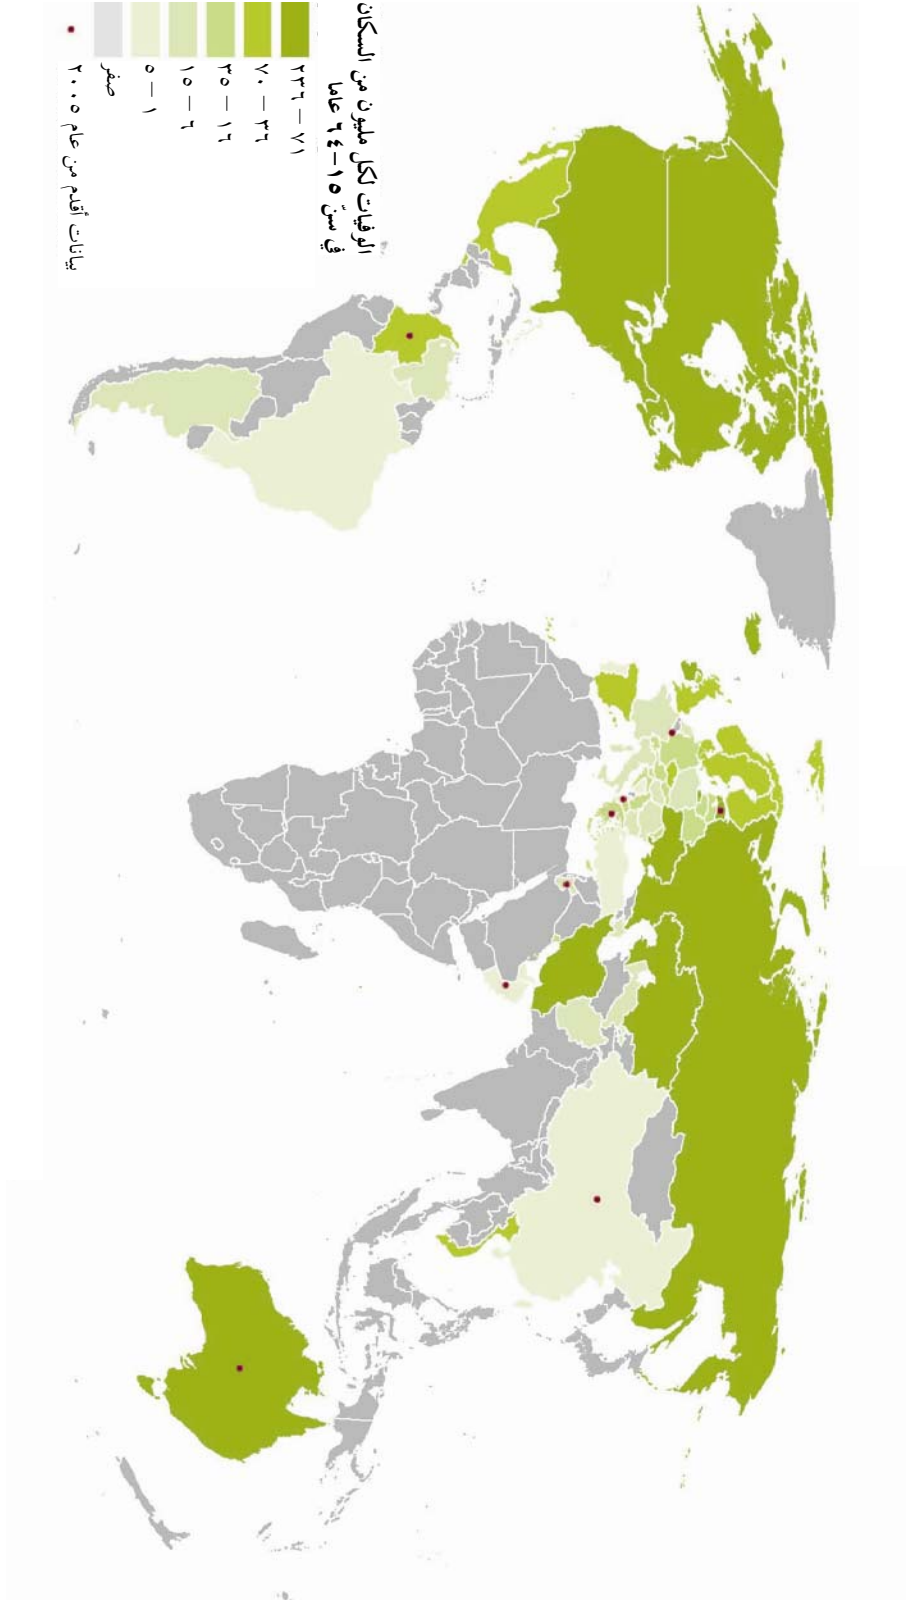 الوفيات لكل مليون من السكان
في سنّ ١٥-٦٤ عاما
٧١ – ٢٣٦
٣٦ – ٧٠
١٦ – ٣٥
٦ – ١٥
١ – ٥
صفر
بيانات أقدم من عام ٢٠٠٥